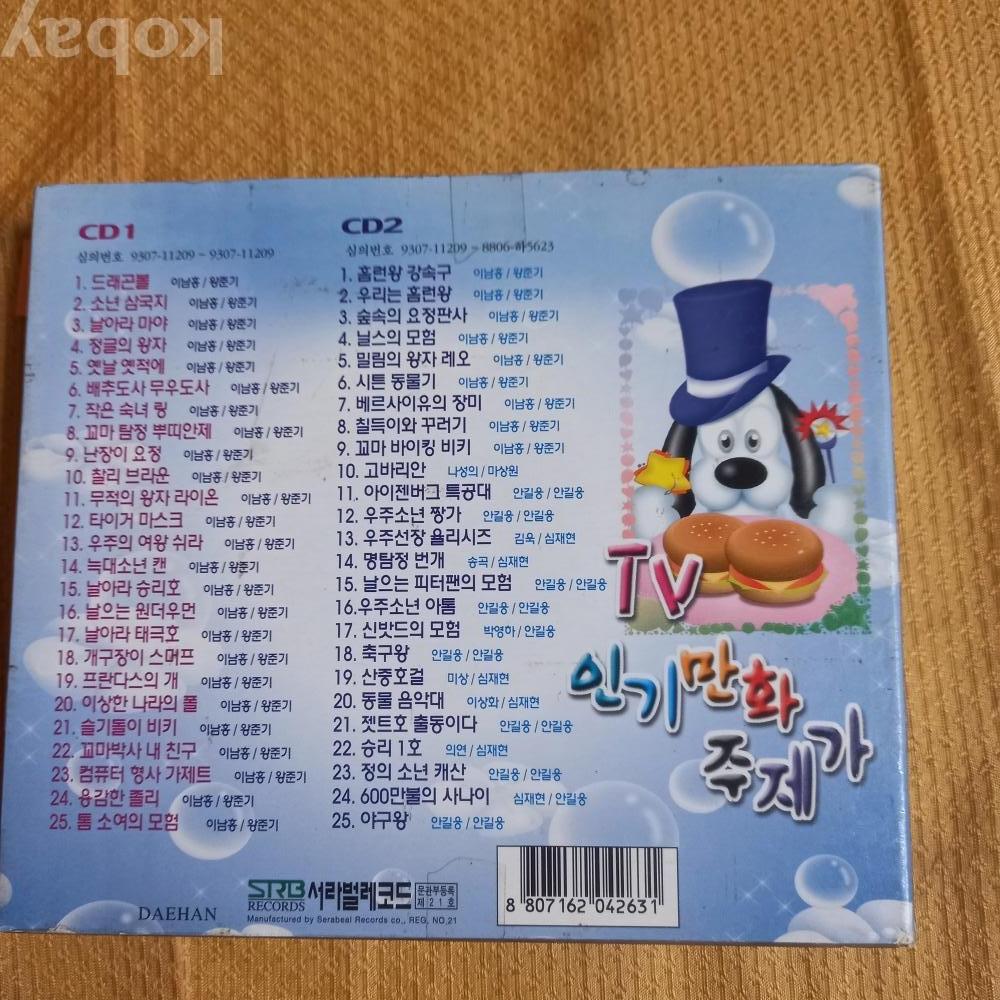 kobay
CD 1
심의번호 9307-11209 ~ 9307-11209
1. 드래곤볼 이남홍 / 왕준기
2. 소년 삼국지 이남홍 / 왕준기
3. 날아라 마야 이남홍 / 왕준기
4. 정글의 왕자 이남홍 / 왕준기
5. 옛날 옛적에 이남홍 / 왕준기
6. 배추도사 무우도사 이남홍 / 왕준기
7. 작은 숙녀 링 이남홍 / 왕준기
8. 꼬마 탐정 뿌띠안제 이남홍 / 왕준기
9. 난장이 요정 이남홍 / 왕준기
10. 찰리 브라운 이남홍 / 왕준기
11. 무적의 왕자 라이온 이남홍 / 왕준기
12. 타이거 마스크 이남홍 / 왕준기
13. 우주의 여왕 쉬라 이남홍 / 왕준기
14. 늑대소년 캔 이남홍 / 왕준기
15. 날아라 승리호 이남홍 / 왕준기
16. 날으는 원더우먼 이남홍 / 왕준기
17. 날아라 태극호 이남홍 / 왕준기
18. 개구장이 스머프 이남홍 / 왕준기
19. 프란다스의 개 이남홍 / 왕준기
20. 이상한 나라의 폴 이남홍 / 왕준기
21. 슬기돌이 비키 이남홍 / 왕준기
22. 꼬마박사 내 친구 이남홍 / 왕준기
23. 컴퓨터 형사 가제트 이남홍 / 왕준기
24. 용감한 졸리 이남홍 / 왕준기
25. 톰 소여의 모험 이남홍 / 왕준기
CD2
심의번호 9307-11209 ~ 8806-하5623
1. 홈런왕 강속구 이남홍 / 왕준기
2. 우리는 홈런왕 이남홍 / 왕준기
3. 숲속의 요정판사 이남홍 / 왕준기
4. 닐스의 모험 이남홍 / 왕준기
5. 밀림의 왕자 레오 이남홍 / 왕준기
6. 시튼 동물기 이남홍 / 왕준기
7. 베르사이유의 장미 이남홍 / 왕준기
8. 칠득이와 꾸러기 이남홍 / 왕준기
9. 꼬마 바이킹 비키 이남홍 / 왕준기
10. 고바리안 나성의 / 마상원
11. 아이젠버그 특공대 안길웅 / 안길웅
12. 우주소년 짱가 안길웅 / 안길웅
13. 우주선장 율리시즈 김욱 / 심재현
14. 명탐정 번개 송곡 / 심재현
15. 날으는 피터팬의 모험 안길웅 / 안길웅
16. 우주소년 아톰 안길웅 / 안길웅
17. 신밧드의 모험 박영하 / 안길웅
18. 축구왕 안길웅 / 안길웅
19. 산중호걸 미상 / 심재현
20. 동물 음악대 이상화 / 심재현
21. 젯트호 출동이다 안길웅 / 안길웅
22. 승리 1호 의연 / 심재현
23. 정의 소년 캐산 안길웅 / 안길웅
24. 600만불의 사나이 심재현 / 안길웅
25. 야구왕 안길웅 / 안길웅
TV
인기만화
주제가
DAEHAN
SRB RECORDS 서라벌레코드 문관부등록 제21호
Manufactured by Serabeal Records co., REG. NO.21
8 807162 042631